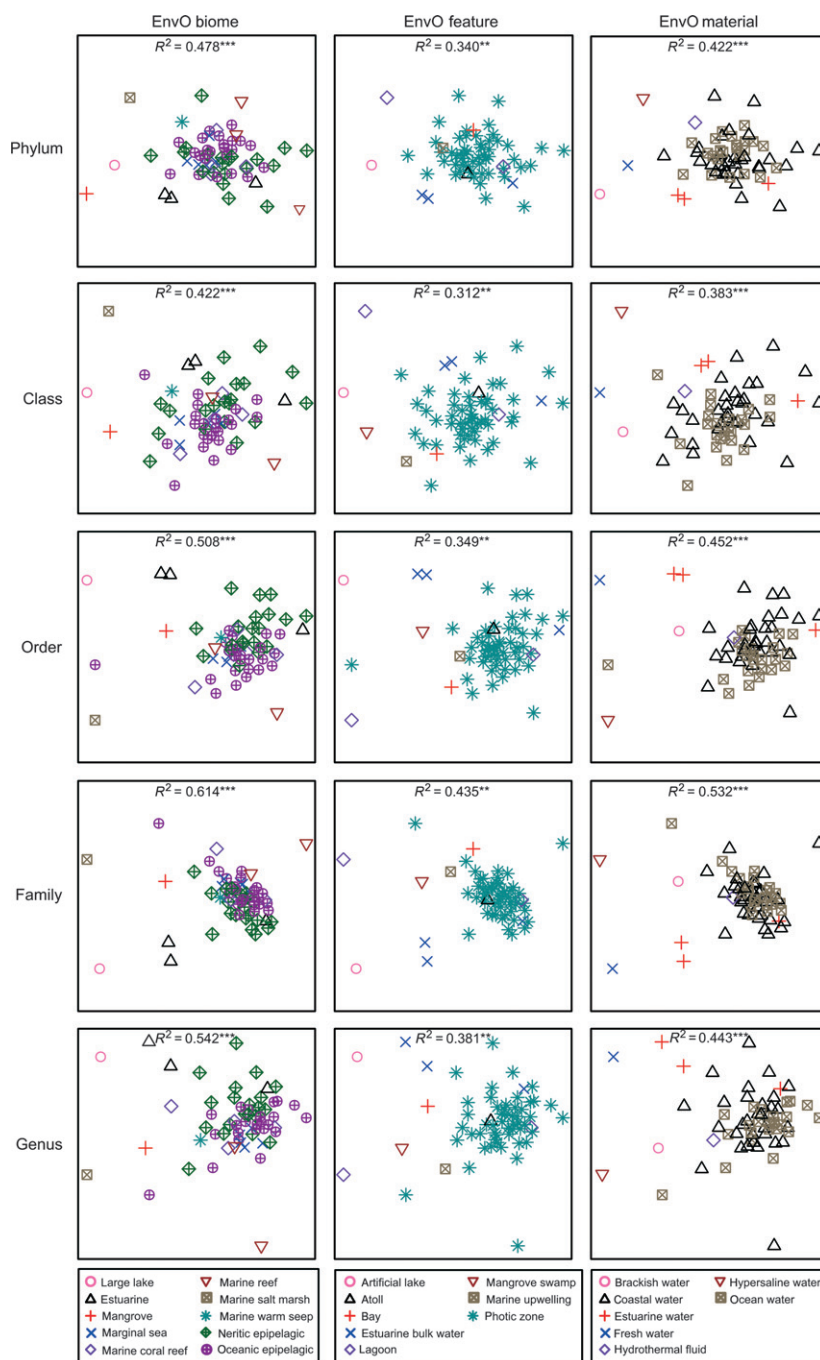 EnvO biome EnvO feature EnvO material
R² = 0.478*** R² = 0.340** R² = 0.422***
Phylum
R² = 0.422*** R² = 0.312** R² = 0.383***
Class
R² = 0.508*** R² = 0.349** R² = 0.452***
Order
R² = 0.614*** R² = 0.435** R² = 0.532***
Family
R² = 0.542*** R² = 0.381** R² = 0.443***
Genus
Large lake
Estuarine
Mangrove
Marginal sea
Marine coral reef
Marine reef
Marine salt marsh
Marine warm seep
Neritic epipelagic
Oceanic epipelagic
Artificial lake
Atoll
Bay
Estuarine bulk water
Lagoon
Mangrove swamp
Marine upwelling
Photic zone
Brackish water
Coastal water
Estuarine water
Fresh water
Hydrothermal fluid
Hypersaline water
Ocean water